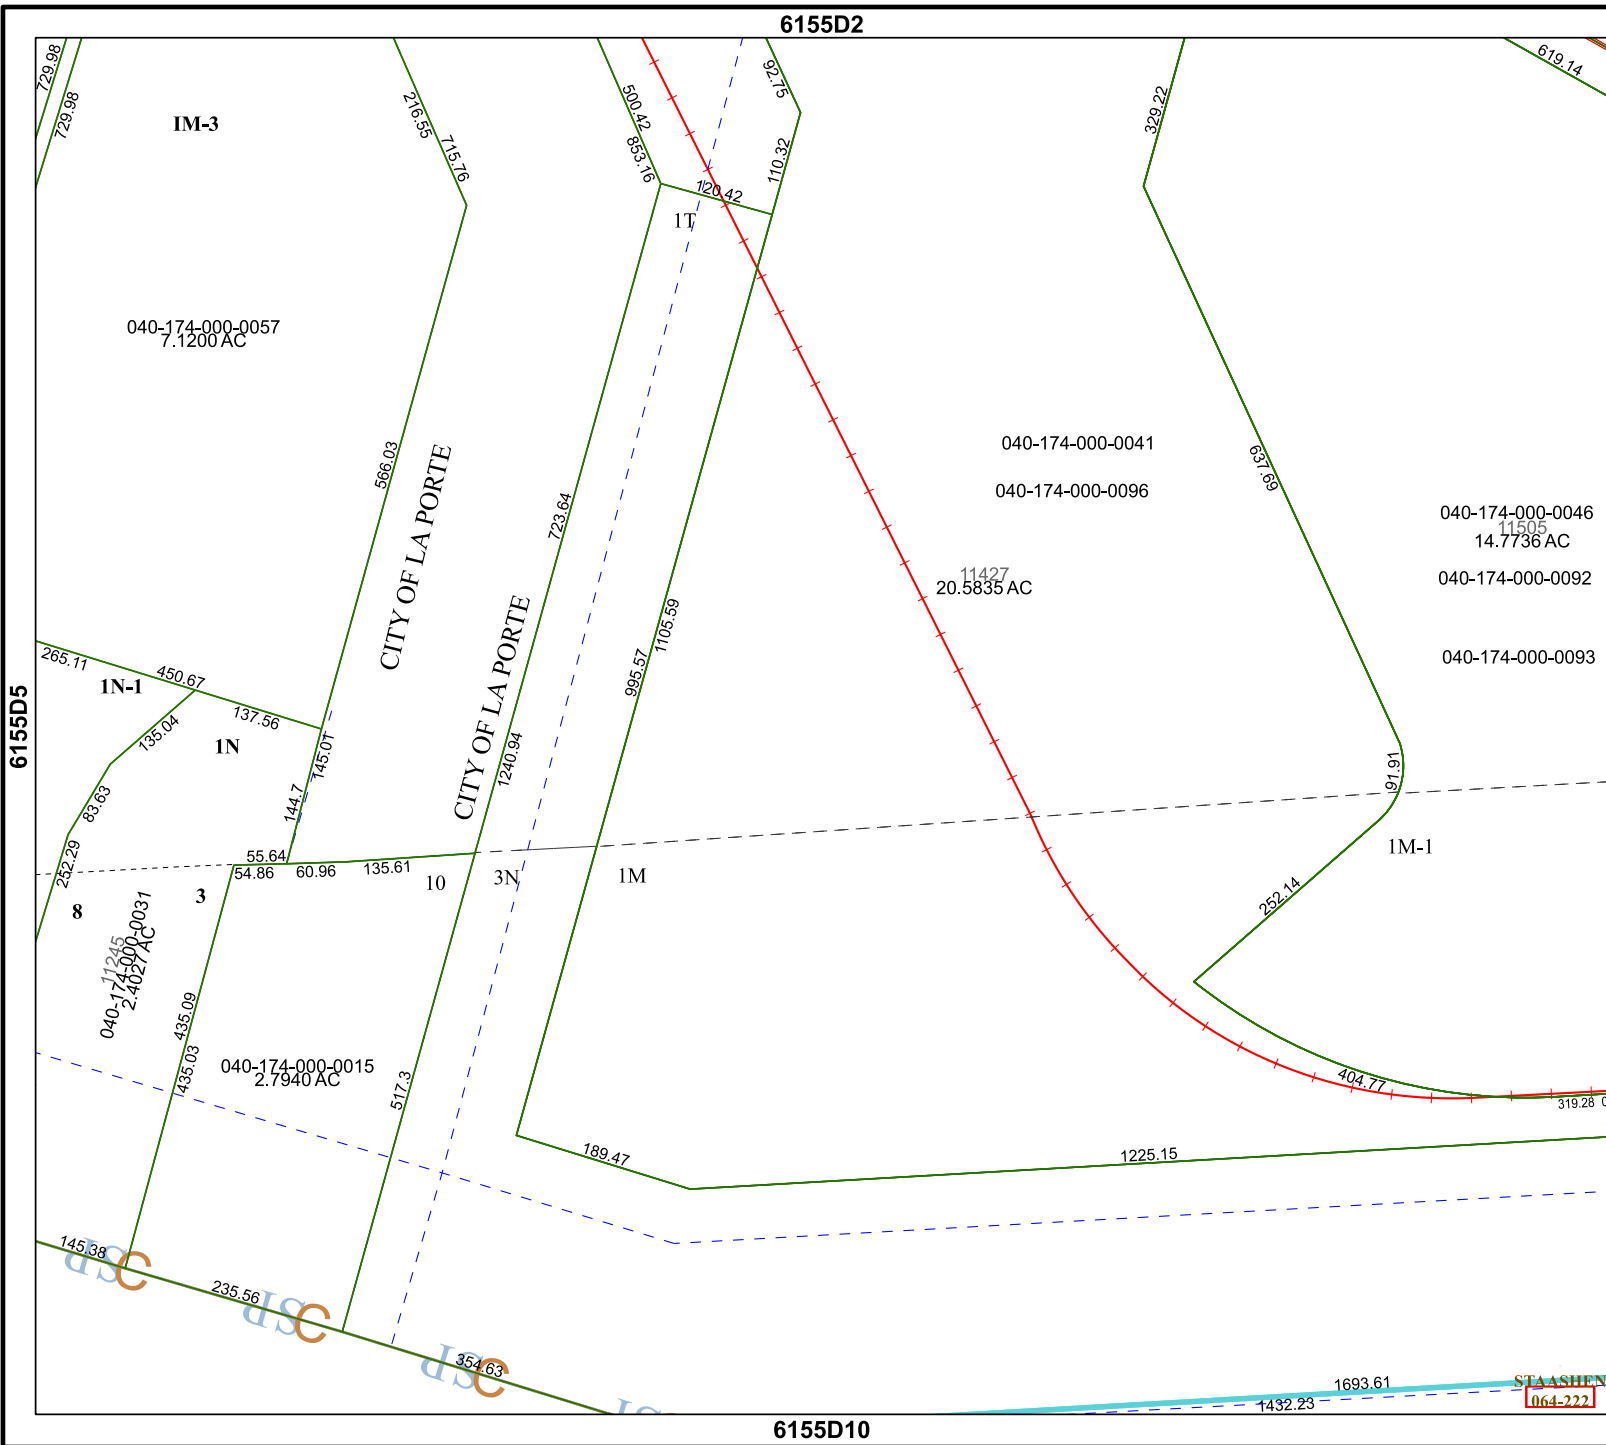 6155D2
729.98
729.98
IM-3
216.55
715.76
500.42
853.16
92.75
110.32
120.42
1T
329.22
619.14
040-174-000-0057
7.1200 AC
566.03
CITY OF LA PORTE
723.64
CITY OF LA PORTE
1240.94
995.57
1105.59
040-174-000-0041
040-174-000-0096
11427
20.5835 AC
637.69
040-174-000-0046
11505
14.7736 AC
040-174-000-0092
040-174-000-0093
6155D5
265.11
450.67
1N-1
137.56
135.04
1N
145.01
144.7
83.63
252.29
91.91
1M-1
55.64
54.86
60.96
135.61
10
3N
1M
3
8
11245
040-174-000-0031
2.4027 AC
252.14
435.09
435.03
040-174-000-0015
2.7940 AC
517.3
404.77
319.28
189.47
1225.15
145.38
SP
C
235.56
SP
C
354.63
SP
C
1693.61
1432.23
STAASHEN
064-222
6155D10